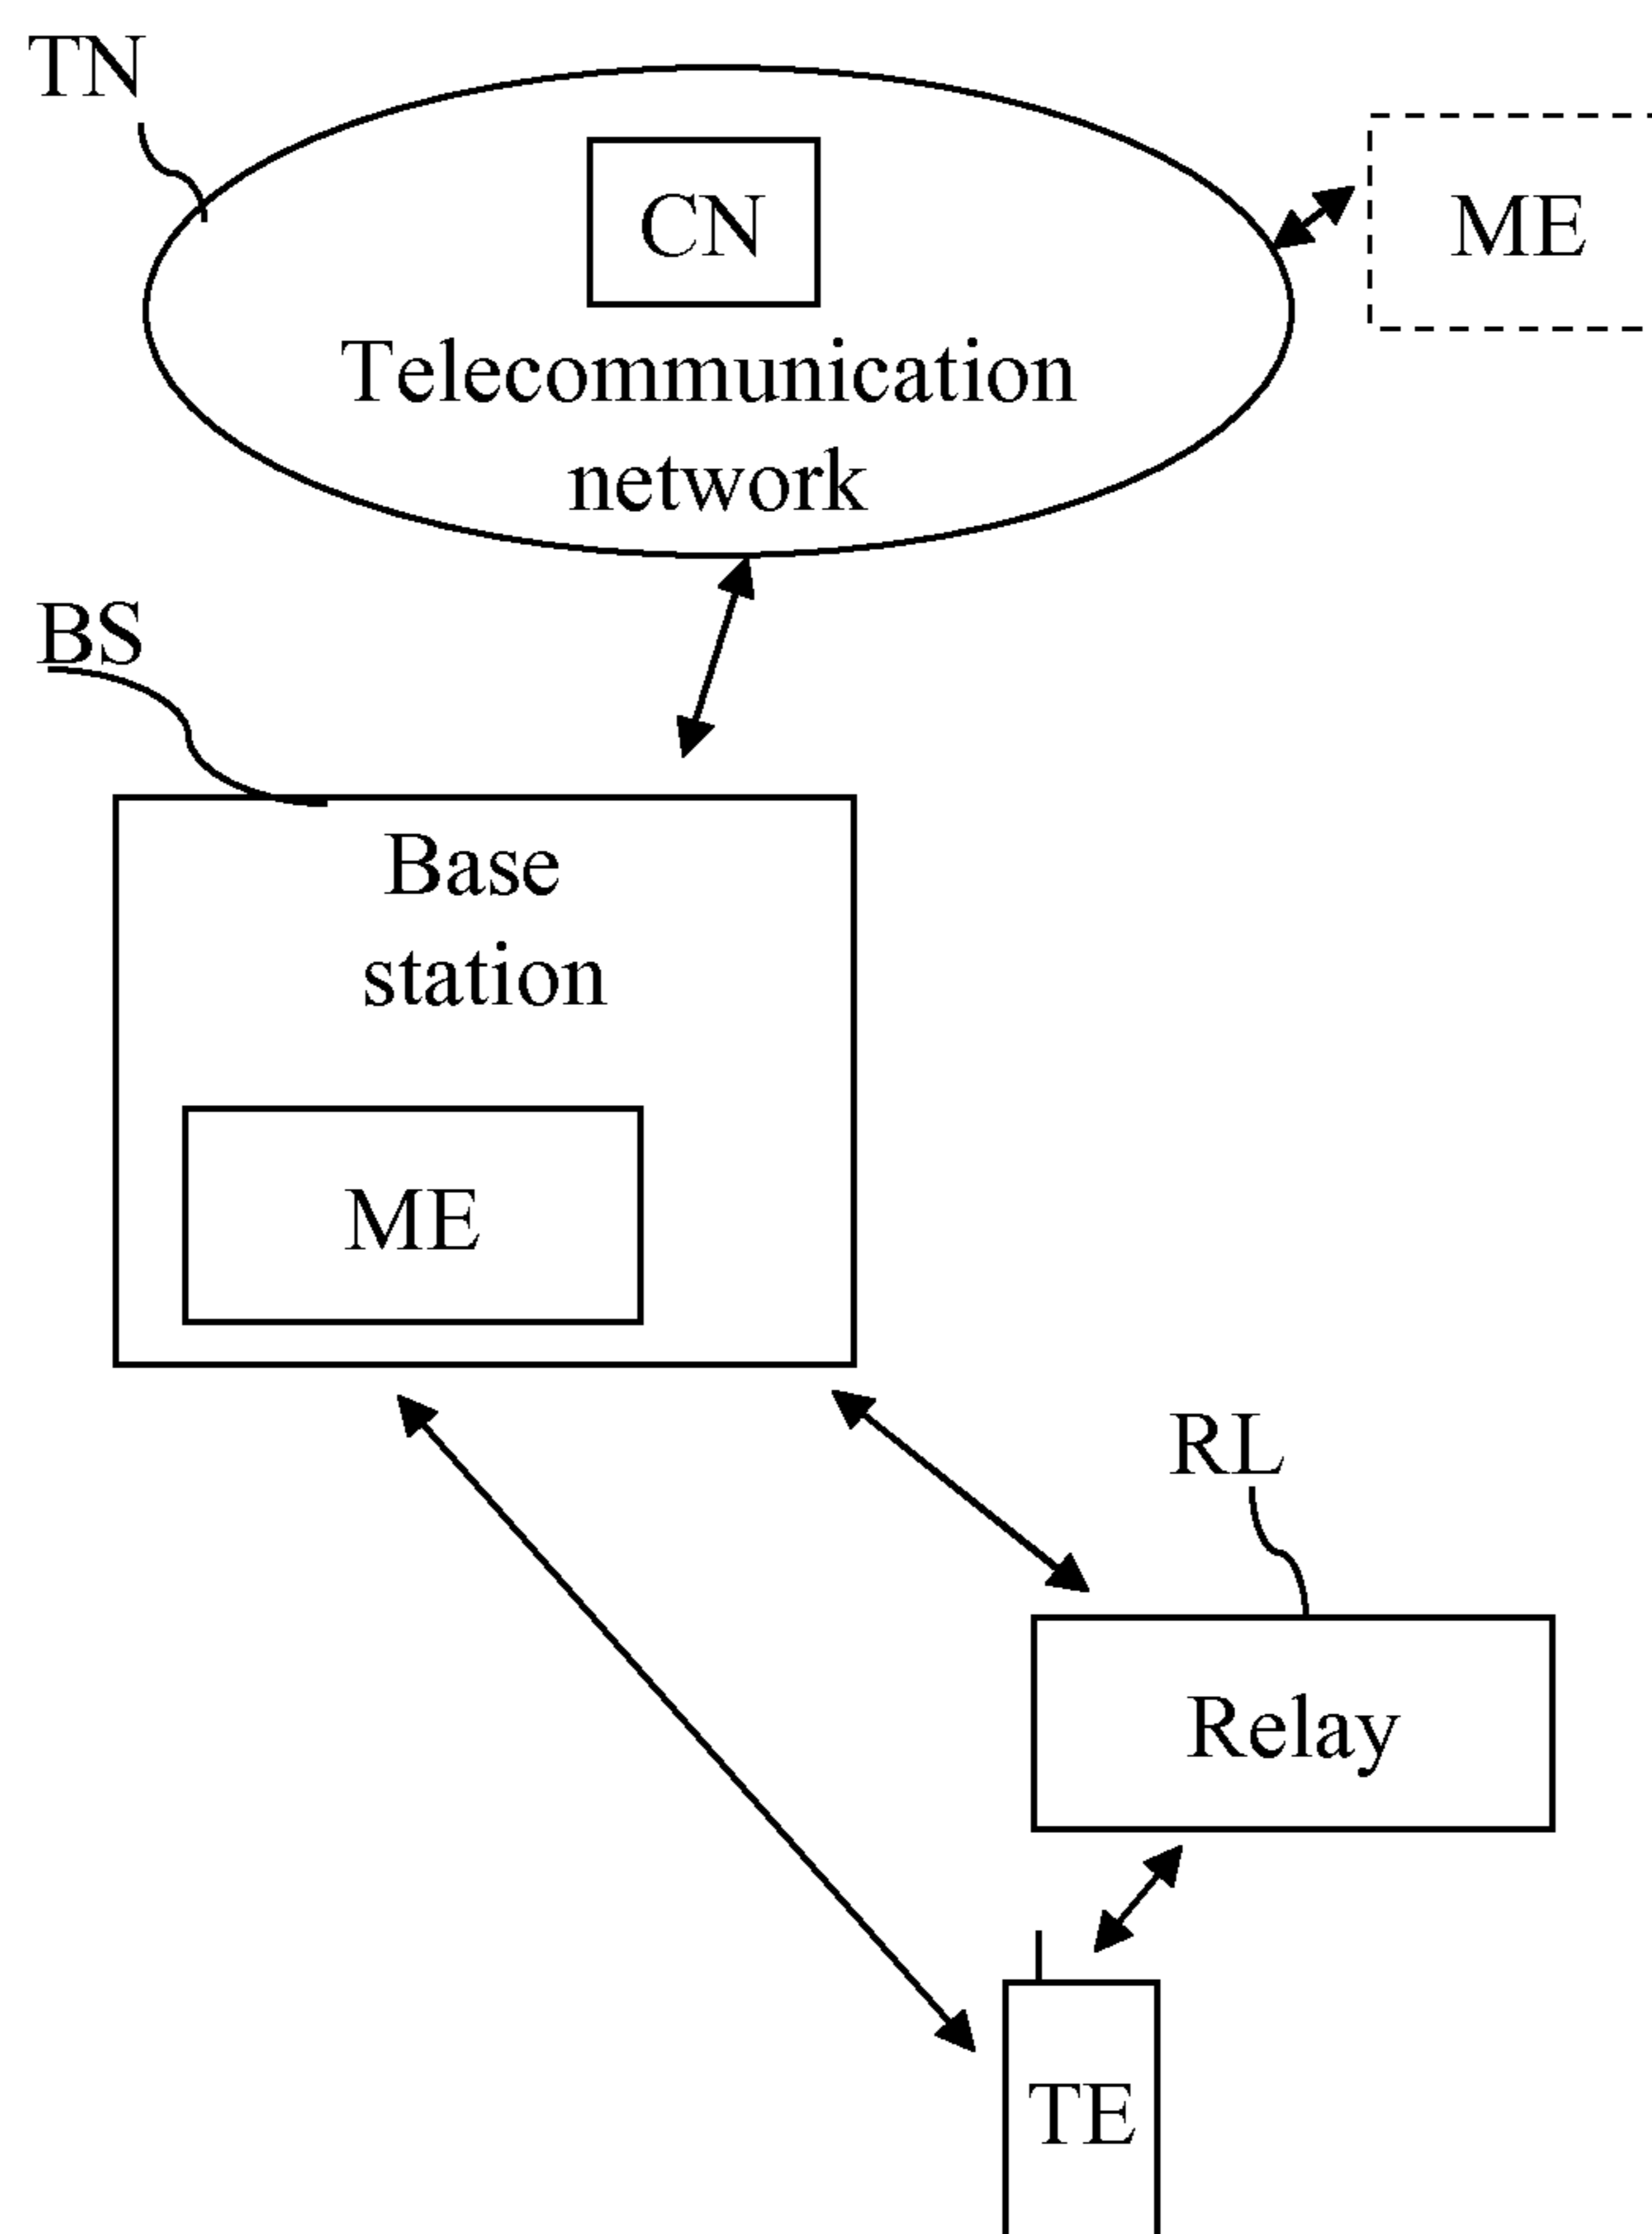 TN
CN
ME
Telecommunication
network
BS
Base
station
ME
RL
Relay
TE